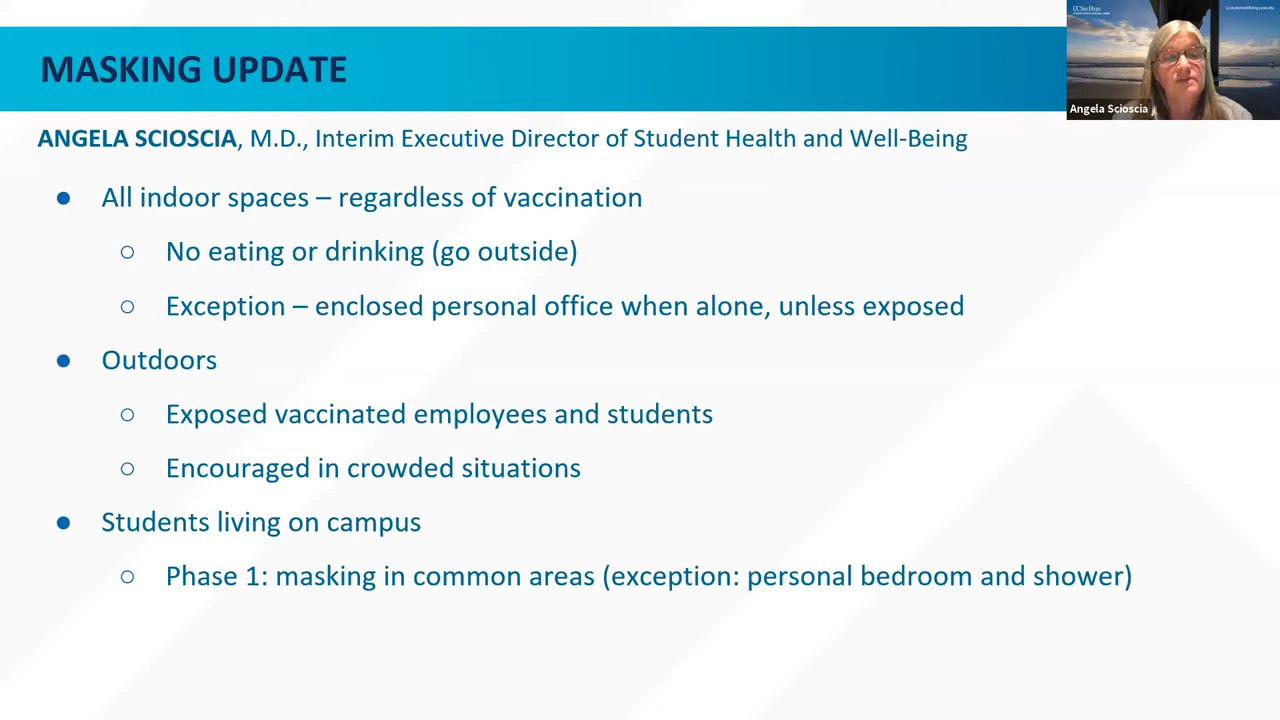 MASKING UPDATE
UC San Diego
Angela Scioscia
ANGELA SCIOSCIA, M.D., Interim Executive Director of Student Health and Well-Being
● All indoor spaces – regardless of vaccination
○ No eating or drinking (go outside)
○ Exception – enclosed personal office when alone, unless exposed
● Outdoors
○ Exposed vaccinated employees and students
○ Encouraged in crowded situations
● Students living on campus
○ Phase 1: masking in common areas (exception: personal bedroom and shower)